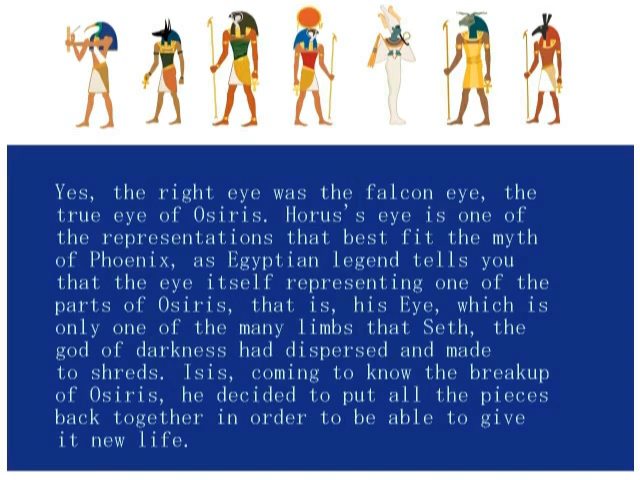 Yes, the right eye was the falcon eye, the
true eye of Osiris. Horus's eye is one of
the representations that best fit the myth
of Phoenix, as Egyptian legend tells you
that the eye itself representing one of the
parts of Osiris, that is, his Eye, which is
only one of the many limbs that Seth, the
god of darkness had dispersed and made
to shreds. Isis, coming to know the breakup
of Osiris, he decided to put all the pieces
back together in order to be able to give
it new life.